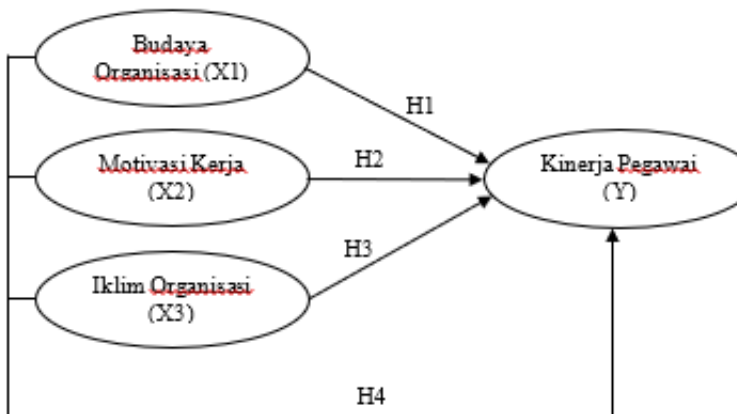 Budaya
Organisasi (X1)
H1
Motivasi Kerja
(X2)
H2
Kinerja Pegawai
(Y)
H3
Iklim Organisasi
(X3)
H4